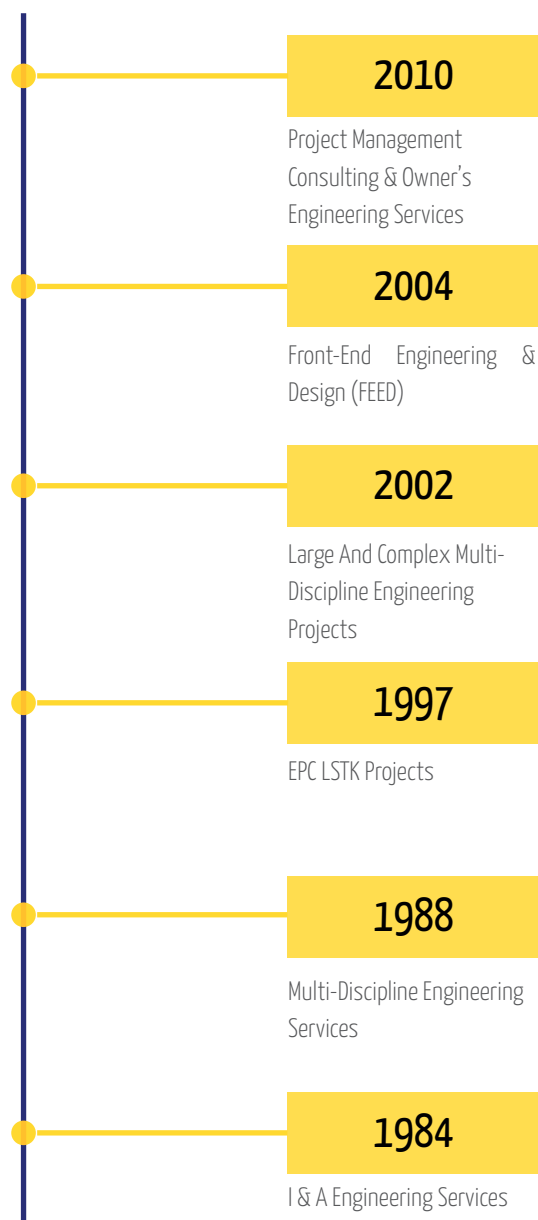 2010
Project Management
Consulting & Owner's
Engineering Services
2004
Front-End Engineering &
Design (FEED)
2002
Large And Complex Multi-
Discipline Engineering
Projects
1997
EPC LSTK Projects
1988
Multi-Discipline Engineering
Services
1984
I & A Engineering Services